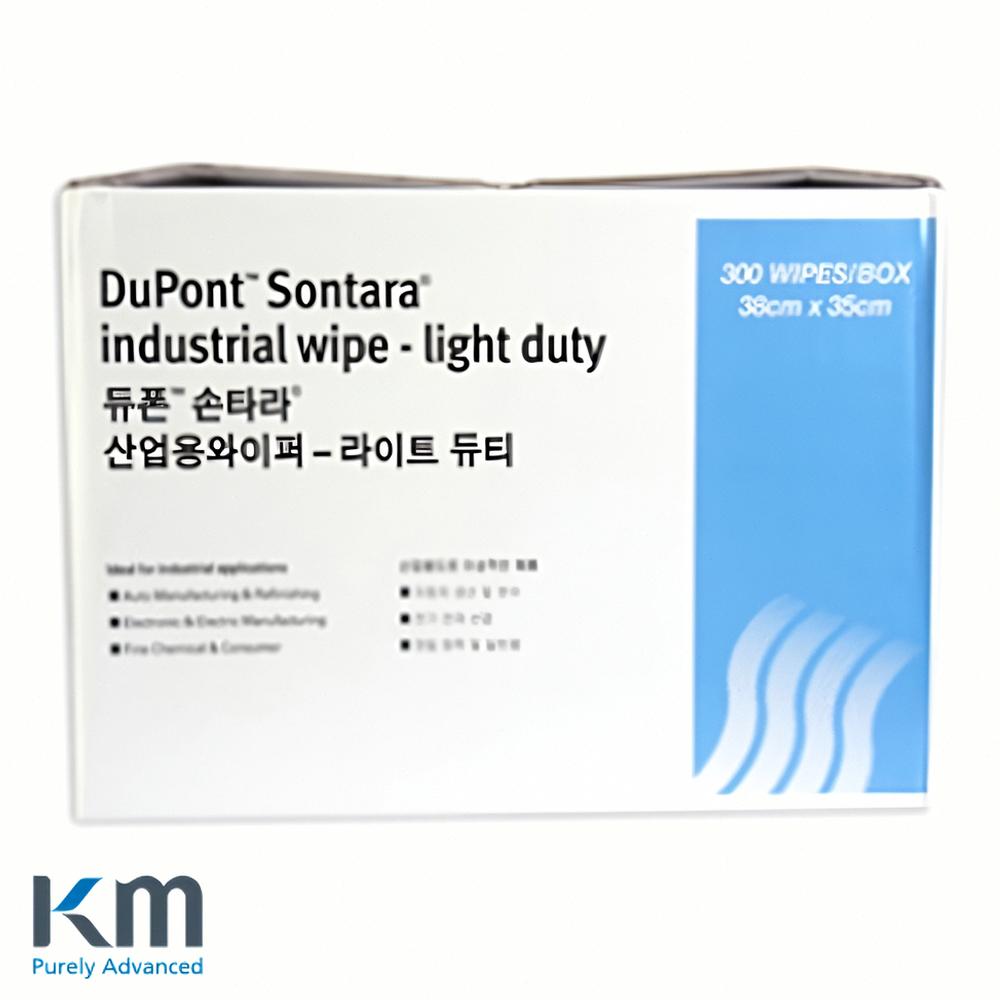 DuPont™ Sontara®
industrial wipe - light duty
듀폰™ 손타라®
산업용와이퍼 – 라이트 듀티
300 WIPES/BOX
38cm x 35cm
Ideal for industrial applications
■ Auto Manufacturing & Refinishing
■ Electronic & Electric Manufacturing
■ Fine Chemical & Consumer
km
Purely Advanced